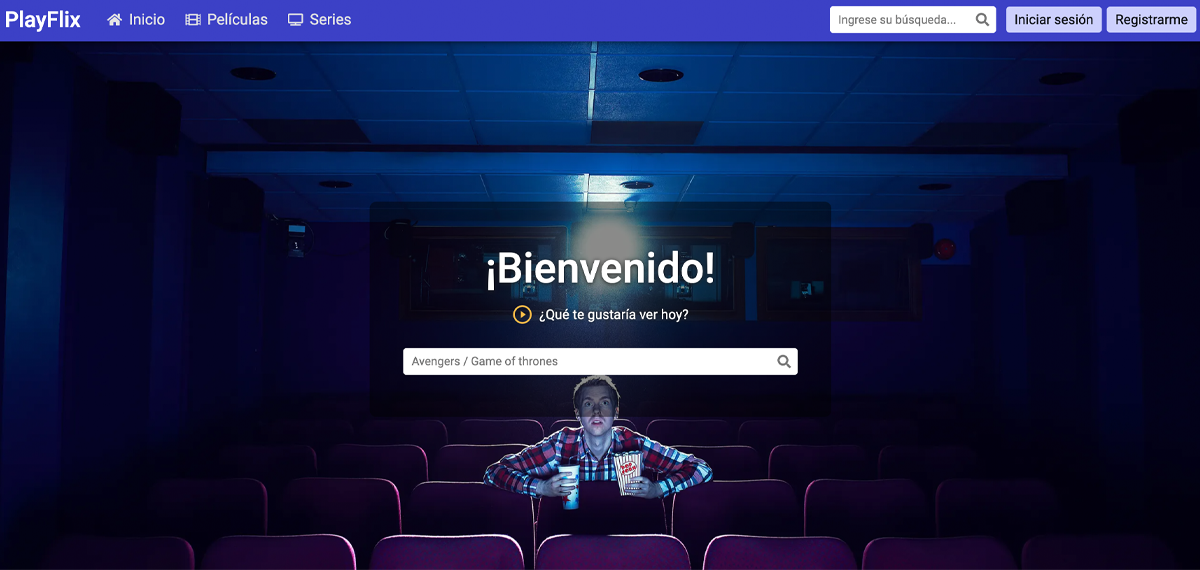 PlayFlix
Inicio
Películas
Series
Ingrese su búsqueda...
Iniciar sesión
Registrarme
¡Bienvenido!
¿Qué te gustaría ver hoy?
Avengers / Game of thrones